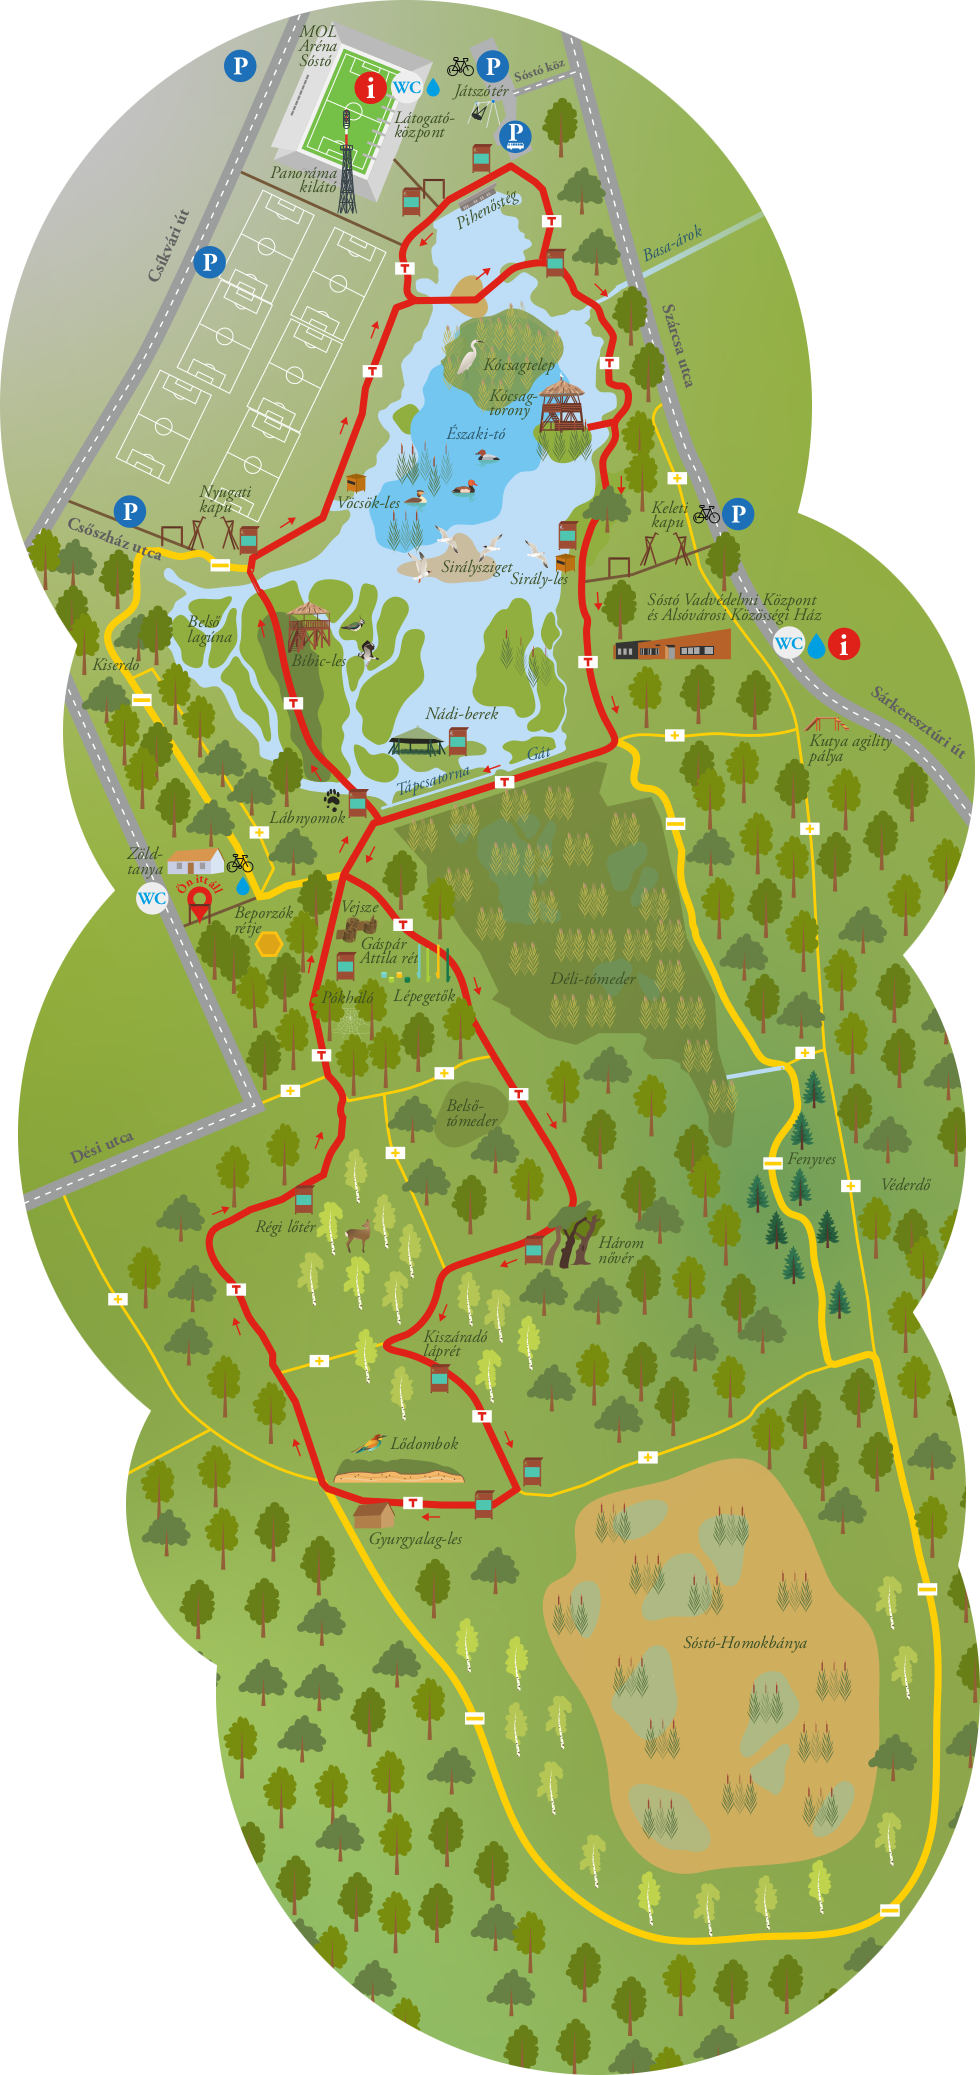 MOL
Aréna
Sóstó
P
i
WC
P
Játszótér
Sóstó köz
Látogató-
központ
P
Panoráma
kilátó
Pihenőstég
T
Csíkvári út
P
T
Basa-árok
Szárcsa utca
T
T
Kócsagtelep
Kócsag-
torony
Északi-tó
Nyugati
kapu
Vöcsök-les
P
Csőszház utca
Keleti
kapu
P
Sirálysziget
Sirály-les
Sóstó Vadvédelmi Központ
és Alsóvárosi Közösségi Ház
WC
i
Belső
lagúna
Bíbic-les
Kiserdő
T
T
Nádi-berek
Sárkeresztúri út
Kutya agility
pálya
Gát
Tápcsatorna
T
Lábnyomok
Zöld-
tanya
Ön itt áll
WC
Beporzók
rétje
Vejsze
T
Gáspár
Attila rét
Pókháló
Lépegetők
Déli-tómeder
T
T
Belső-
tómeder
Dési utca
Fenyves
Véderdő
Régi lőtér
Három
nővér
T
Kiszáradó
láprét
T
Lődombok
T
Gyurgyalag-les
Sóstó-Homokbánya